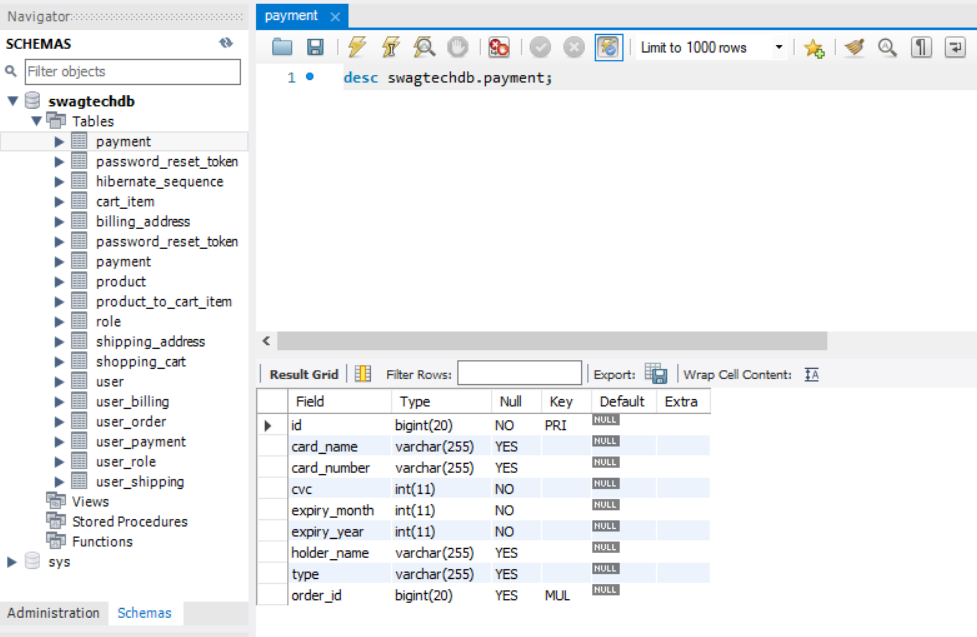 Navigator
SCHEMAS
Filter objects
swagtechdb
Tables
payment
password_reset_token
hibernate_sequence
cart_item
billing_address
password_reset_token
payment
product
product_to_cart_item
role
shipping_address
shopping_cart
user
user_billing
user_order
user_payment
user_role
user_shipping
Views
Stored Procedures
Functions
sys
Administration Schemas
payment
Limit to 1000 rows
1 desc swagtechdb.payment;
Result Grid Filter Rows: Export: Wrap Cell Content:
Field Type Null Key Default Extra
id bigint(20) NO PRI NULL
card_name varchar(255) YES NULL
card_number varchar(255) YES NULL
cvc int(11) NO NULL
expiry_month int(11) NO NULL
expiry_year int(11) NO NULL
holder_name varchar(255) YES NULL
type varchar(255) YES NULL
order_id bigint(20) YES MUL NULL